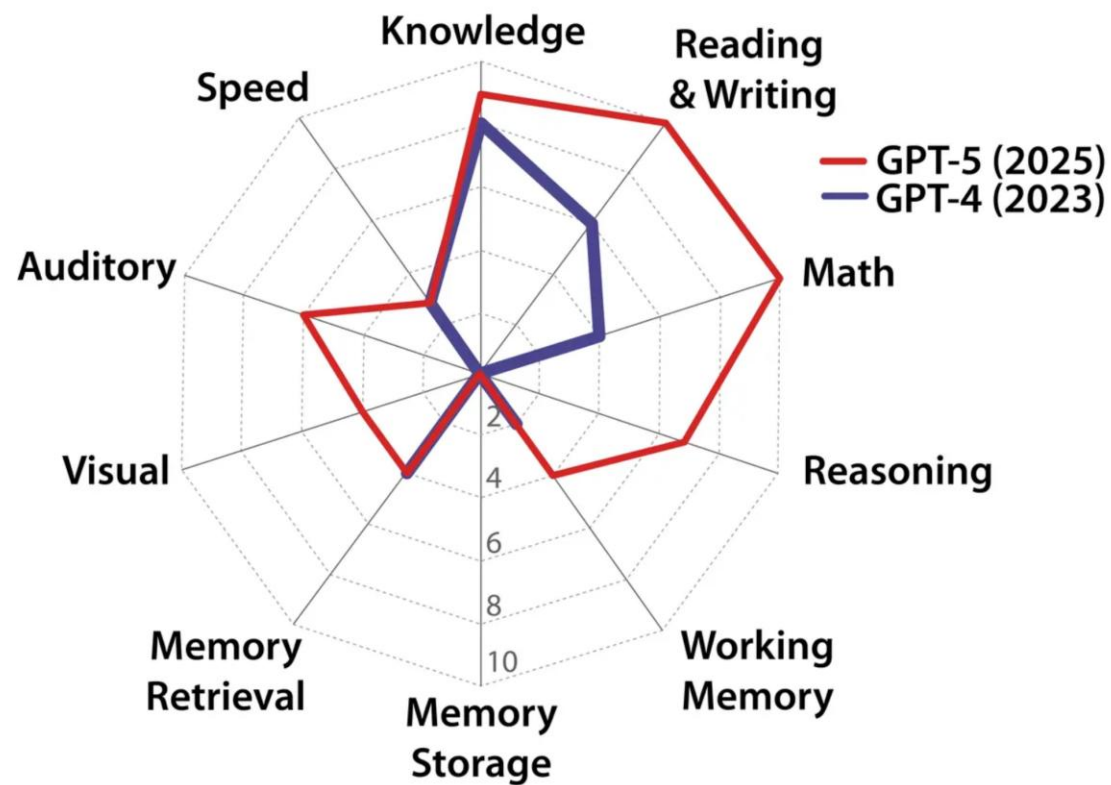 Knowledge
Reading
& Writing
Speed
GPT-5 (2025)
GPT-4 (2023)
Auditory
Math
2
Visual
4
Reasoning
6
8
Memory
Retrieval
Working
Memory
10
Memory
Storage